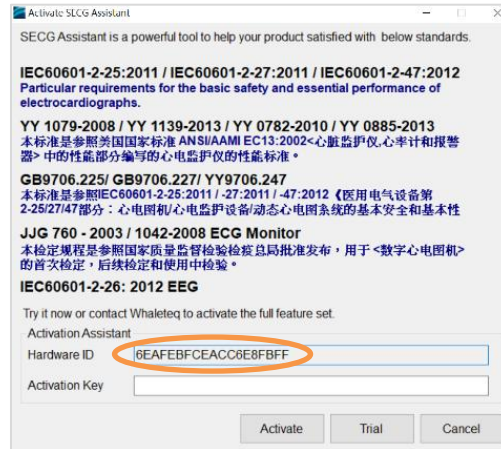 Activate SECG Assistant
SECG Assistant is a powerful tool to help your product satisfied with below standards.
IEC60601-2-25:2011 / IEC60601-2-27:2011 / IEC60601-2-47:2012
Particular requirements for the basic safety and essential performance of
electrocardiographs.
YY 1079-2008 / YY 1139-2013 / YY 0782-2010 / YY 0885-2013
本标准是参照美国国家标准 ANSI/AAMI EC13:2002<心脏监护仪,心率计和报警
器> 中的性能部分编写的心电监护仪的性能标准。
GB9706.225/ GB9706.227/ YY9706.247
本标准是参照IEC60601-2-25:2011 / -27:2011 / -47:2012《医用电气设备第
2-25/27/47部分：心电图机/心电监护设备/动态心电图系统的基本安全和基本性
JJG 760 - 2003 / 1042-2008 ECG Monitor
本检定规程是参照国家质量监督检验检疫总局批准发布，用于 <数字心电图机>
的首次检定，后续检定和使用中检验。
IEC60601-2-26: 2012 EEG
Try it now or contact Whaleteq to activate the full feature set.
Activation Assistant
Hardware ID 6EAFEBFCEACC6E8FBFF
Activation Key
Activate Trial Cancel